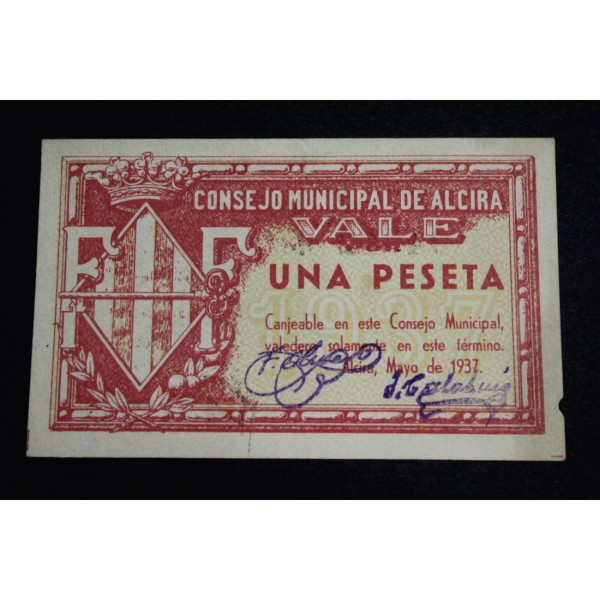 CONSEJO MUNICIPAL DE ALCIRA
VALE
F F
UNA PESETA
1937
Canjeable en este Consejo Municipal,
valedero solamente en este término.
Alcira, Mayo de 1937.